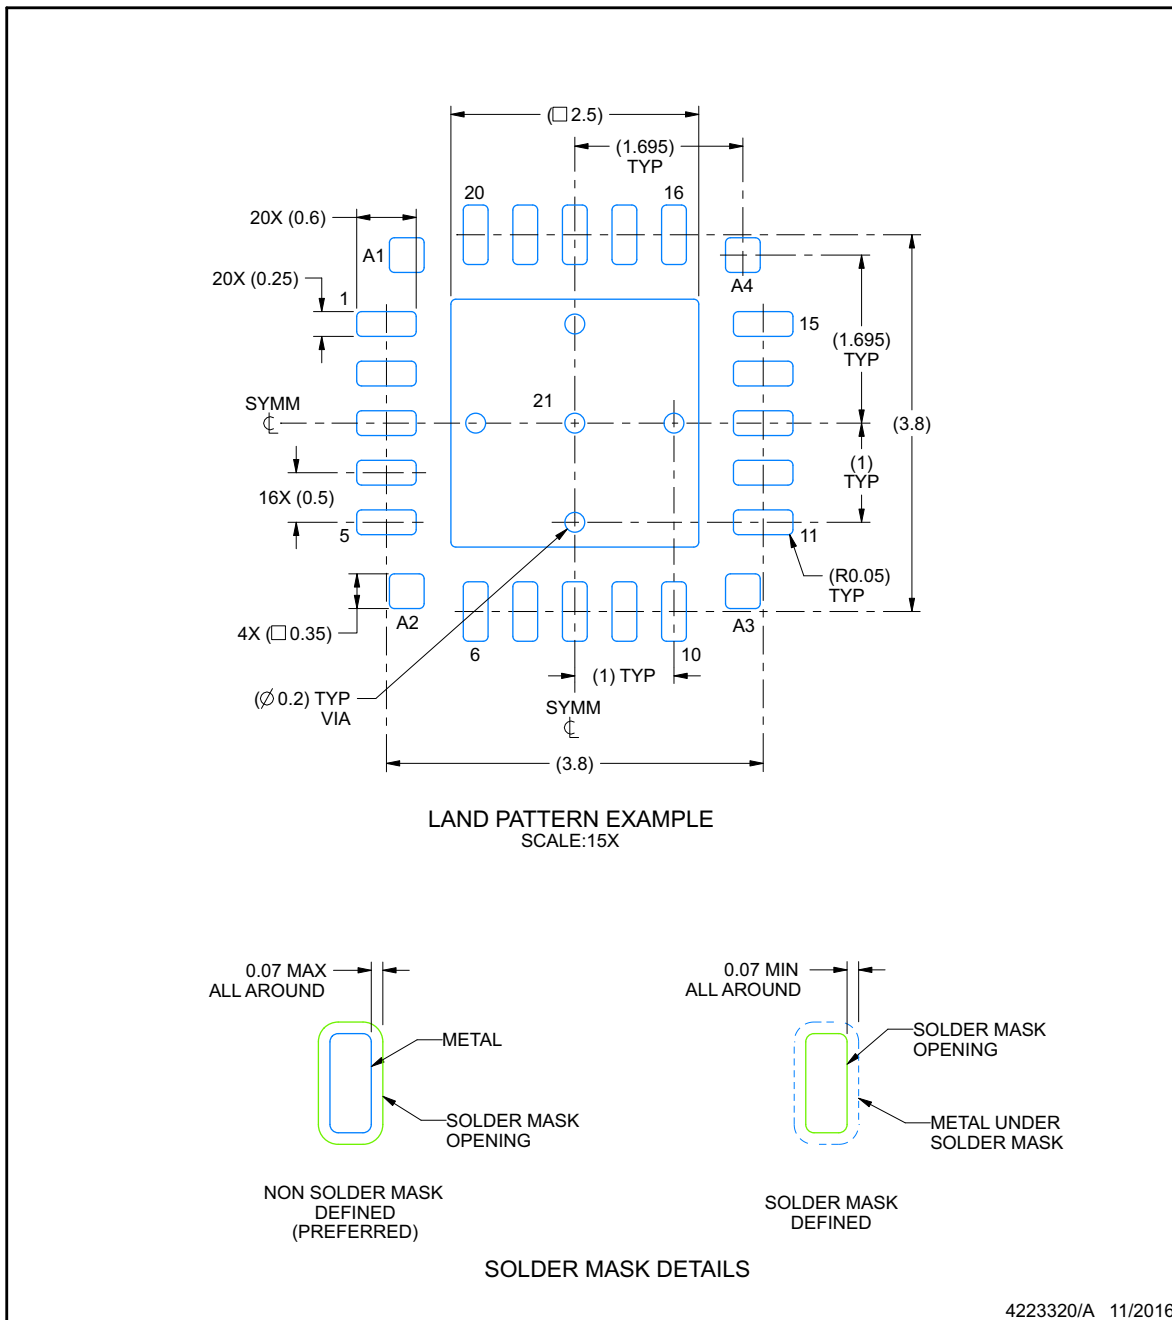 (□ 2.5)
(1.695)
TYP
20
16
20X (0.6)
A1
A4
20X (0.25)
1
15
(1.695)
TYP
21
SYMM
℄
(3.8)
(1)
TYP
16X (0.5)
5
11
(R0.05)
TYP
A2
A3
4X (□ 0.35)
6
10
(1) TYP
(Ø 0.2) TYP
VIA
SYMM
℄
(3.8)
LAND PATTERN EXAMPLE
SCALE:15X
0.07 MAX
ALL AROUND
METAL
SOLDER MASK
OPENING
NON SOLDER MASK
DEFINED
(PREFERRED)
0.07 MIN
ALL AROUND
SOLDER MASK
OPENING
METAL UNDER
SOLDER MASK
SOLDER MASK
DEFINED
SOLDER MASK DETAILS
4223320/A 11/2016